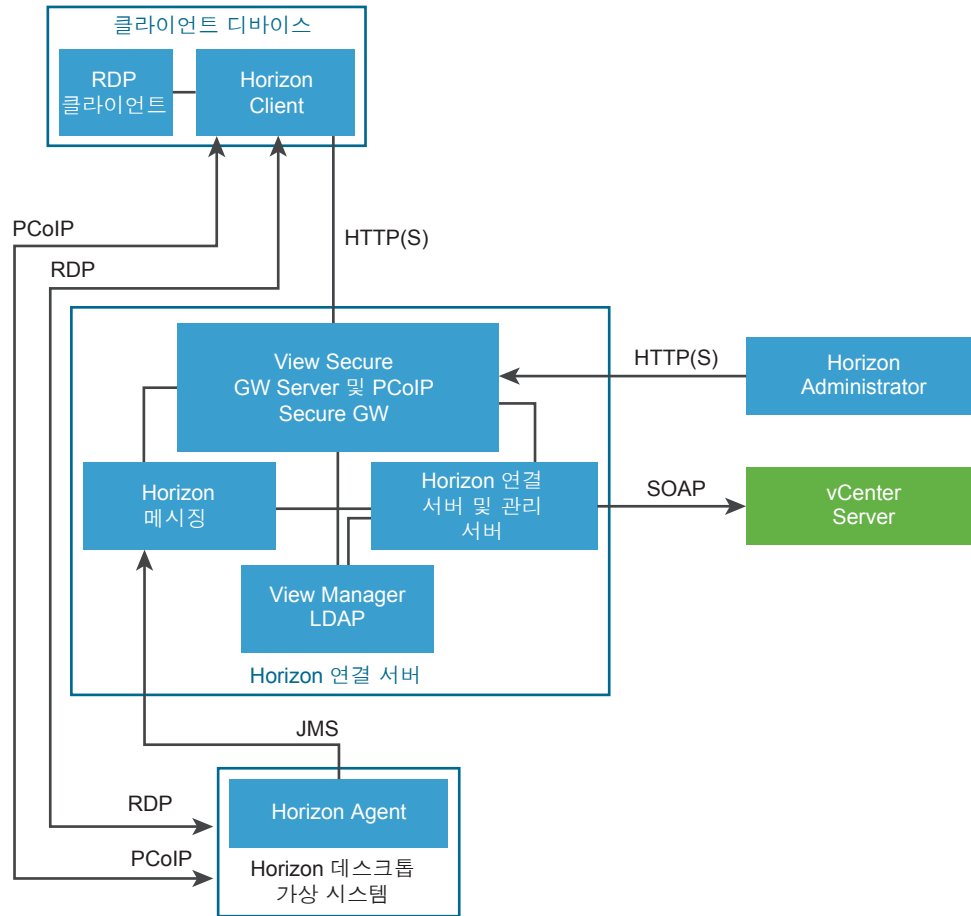 클라이언트 디바이스
RDP
클라이언트
Horizon
Client
PCoIP
HTTP(S)
RDP
View Secure
GW Server 및 PCoIP
Secure GW
HTTP(S)
Horizon
Administrator
Horizon
메시징
Horizon 연결
서버 및 관리
서버
SOAP
vCenter
Server
View Manager
LDAP
Horizon 연결 서버
JMS
RDP
Horizon Agent
PCoIP
Horizon 데스크톱
가상 시스템